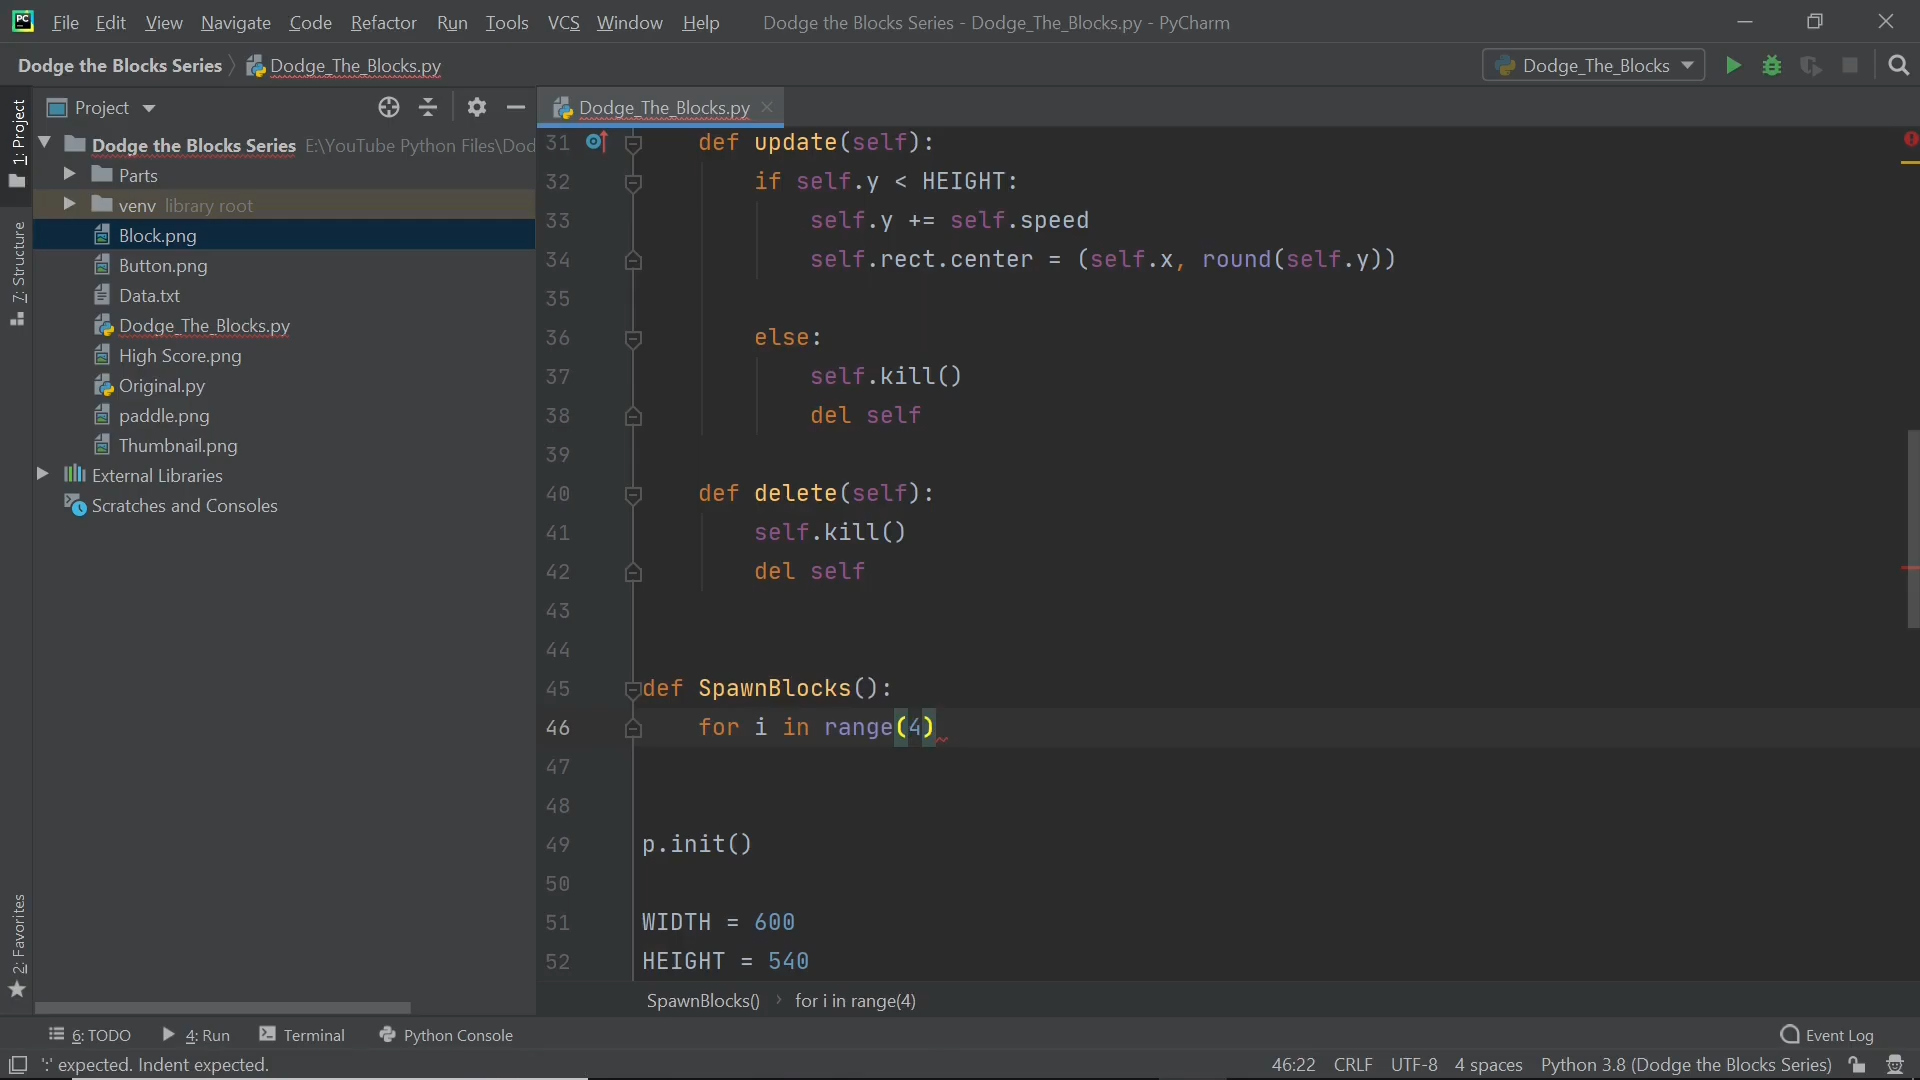 PC File Edit View Navigate Code Refactor Run Tools VCS Window Help Dodge the Blocks Series - Dodge_The_Blocks.py - PyCharm
Dodge the Blocks Series Dodge_The_Blocks.py Dodge_The_Blocks
1: Project
Project
Dodge_The_Blocks.py
Dodge the Blocks Series E:\YouTube Python Files\Dod
Parts
venv library root
Block.png
Button.png
Data.txt
Dodge_The_Blocks.py
High Score.png
Original.py
paddle.png
Thumbnail.png
External Libraries
Scratches and Consoles
7: Structure
2: Favorites
31 def update(self):
32 if self.y < HEIGHT:
33 self.y += self.speed
34 self.rect.center = (self.x, round(self.y))
35
36 else:
37 self.kill()
38 del self
39
40 def delete(self):
41 self.kill()
42 del self
43
44
45 def SpawnBlocks():
46 for i in range(4)
47
48
49 p.init()
50
51 WIDTH = 600
52 HEIGHT = 540
SpawnBlocks() › for i in range(4)
6: TODO 4: Run Terminal Python Console Event Log
':' expected. Indent expected. 46:22 CRLF UTF-8 4 spaces Python 3.8 (Dodge the Blocks Series)